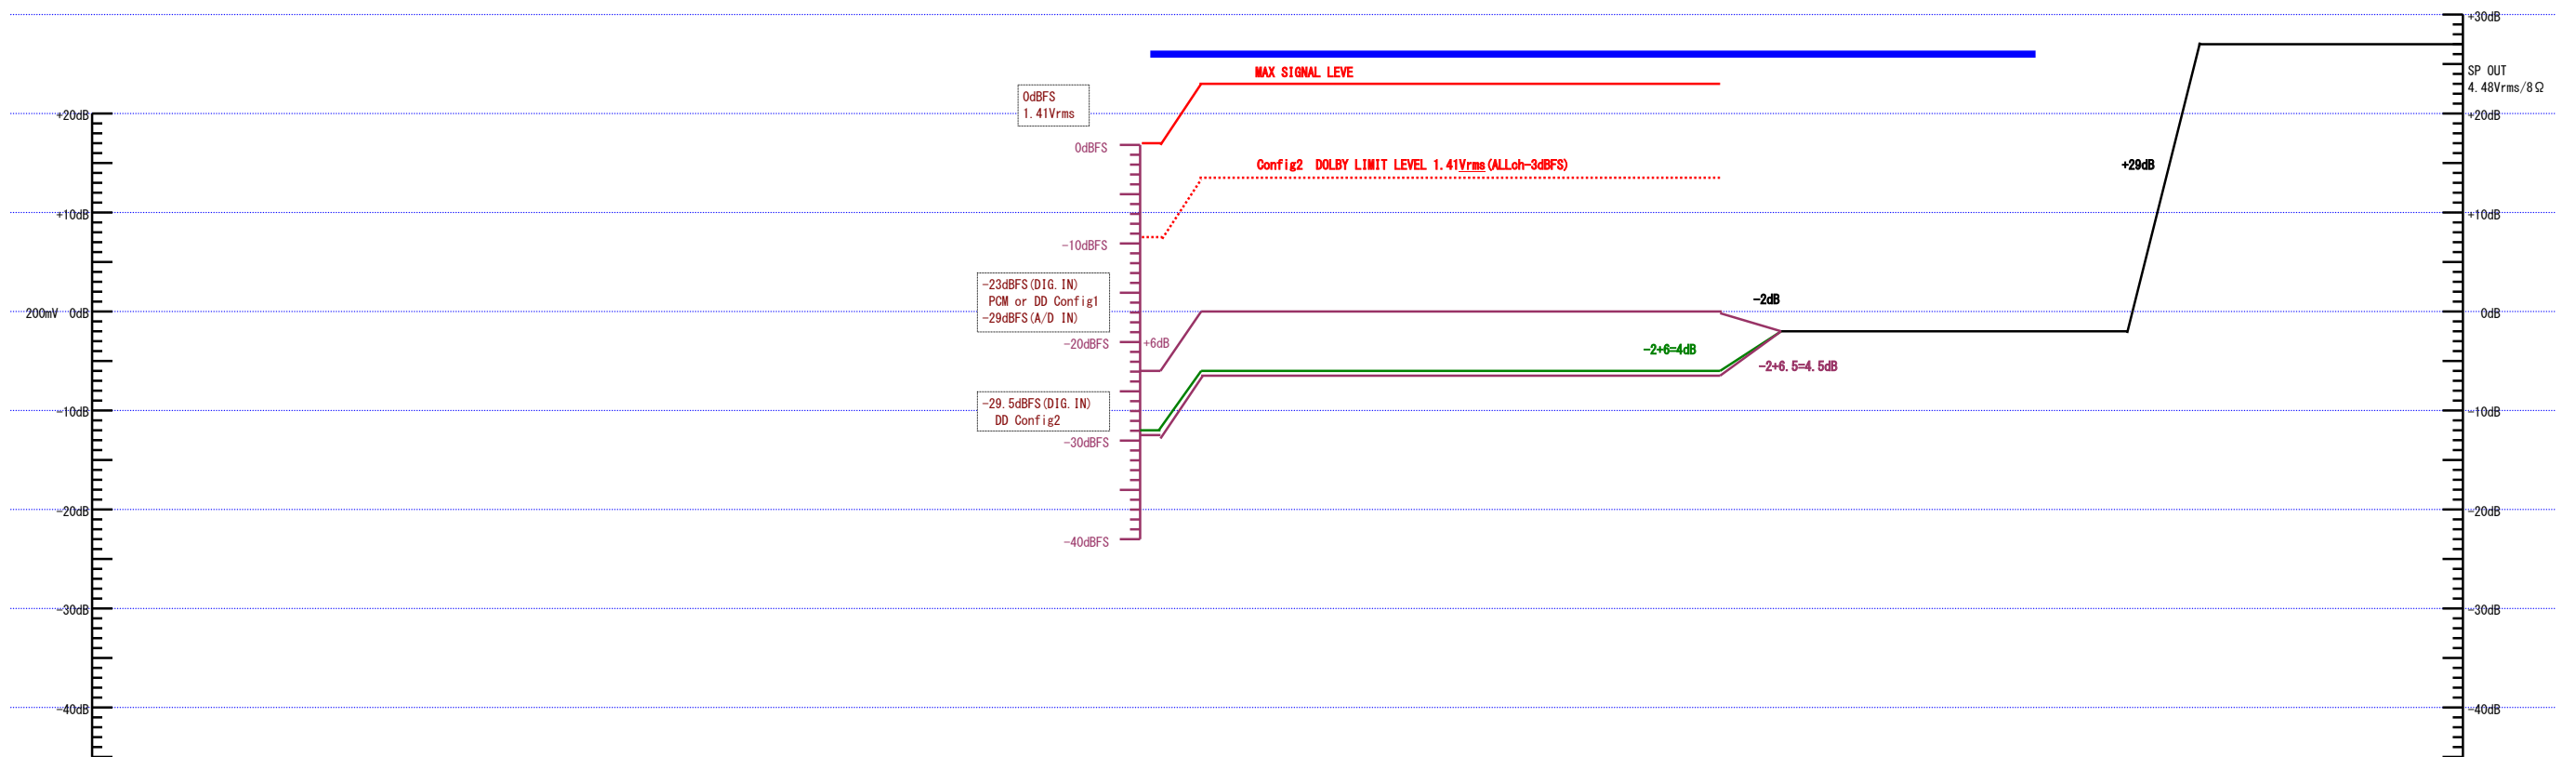 +30dB
MAX SIGNAL LEVE
SP OUT
4.48Vrms/8Ω
0dBFS
1.41Vrms
+20dB
+20dB
0dBFS
Config2 DOLBY LIMIT LEVEL 1.41Vrms(ALLch-3dBFS)
+29dB
+10dB
+10dB
-10dBFS
-23dBFS(DIG.IN)
PCM or DD Config1
-29dBFS(A/D IN)
-2dB
200mV 0dB
0dB
-20dBFS
+6dB
-2+6=4dB
-2+6.5=4.5dB
-29.5dBFS(DIG.IN)
DD Config2
-10dB
-10dB
-30dBFS
-20dB
-20dB
-40dBFS
-30dB
-30dB
-40dB
-40dB